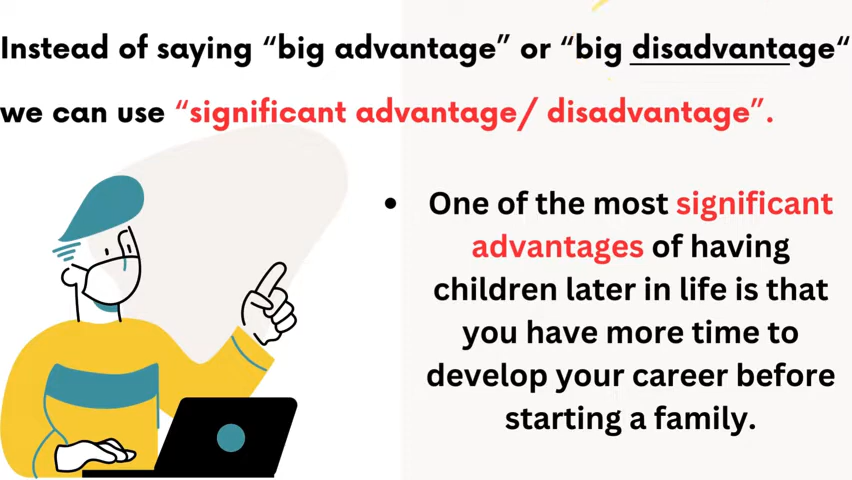 Instead of saying “big advantage” or “big disadvantage“
we can use “significant advantage/ disadvantage”.
• One of the most significant
advantages of having
children later in life is that
you have more time to
develop your career before
starting a family.